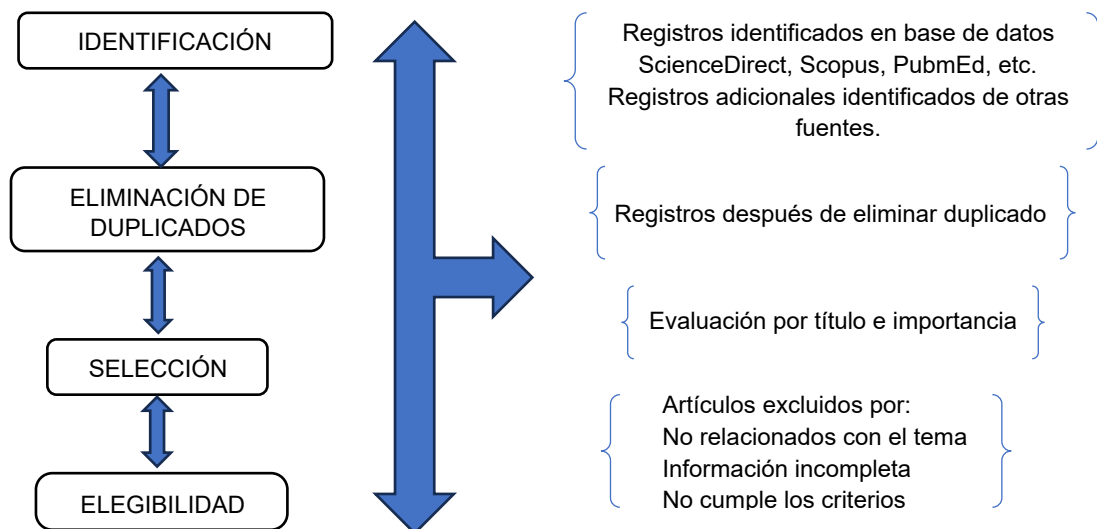 IDENTIFICACIÓN
Registros identificados en base de datos
ScienceDirect, Scopus, PubmEd, etc.
Registros adicionales identificados de otras
fuentes.
ELIMINACIÓN DE
DUPLICADOS
Registros después de eliminar duplicado
SELECCIÓN
Evaluación por título e importancia
ELEGIBILIDAD
Artículos excluidos por:
No relacionados con el tema
Información incompleta
No cumple los criterios